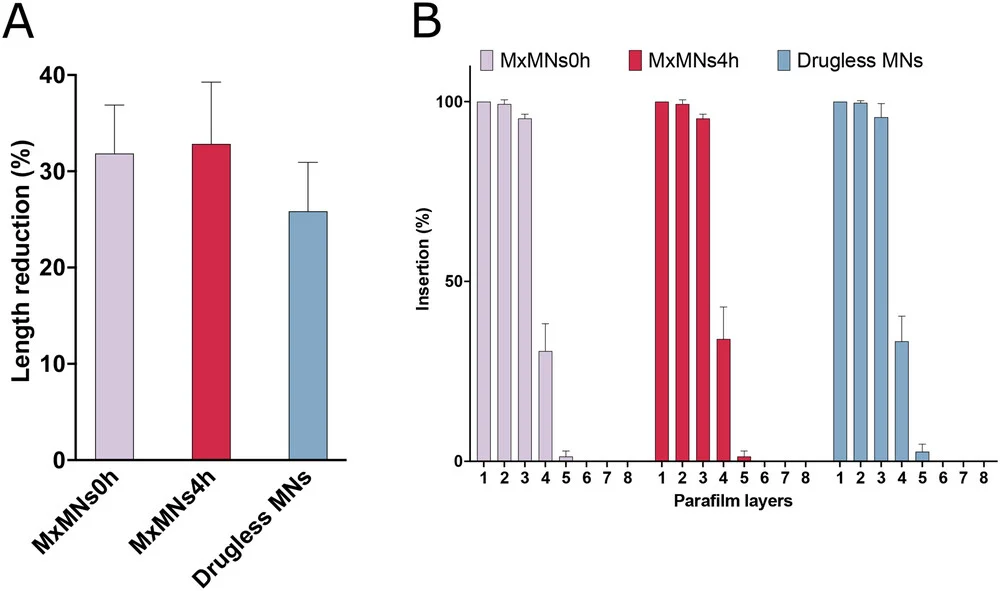 A
Length reduction (%)
40
30
20
10
0
MxMNs0h
MxMNs4h
Drugless MNs
B
MxMNs0h MxMNs4h Drugless MNs
Insertion (%)
100
50
0
1 2 3 4 5 6 7 8 1 2 3 4 5 6 7 8 1 2 3 4 5 6 7 8
Parafilm layers